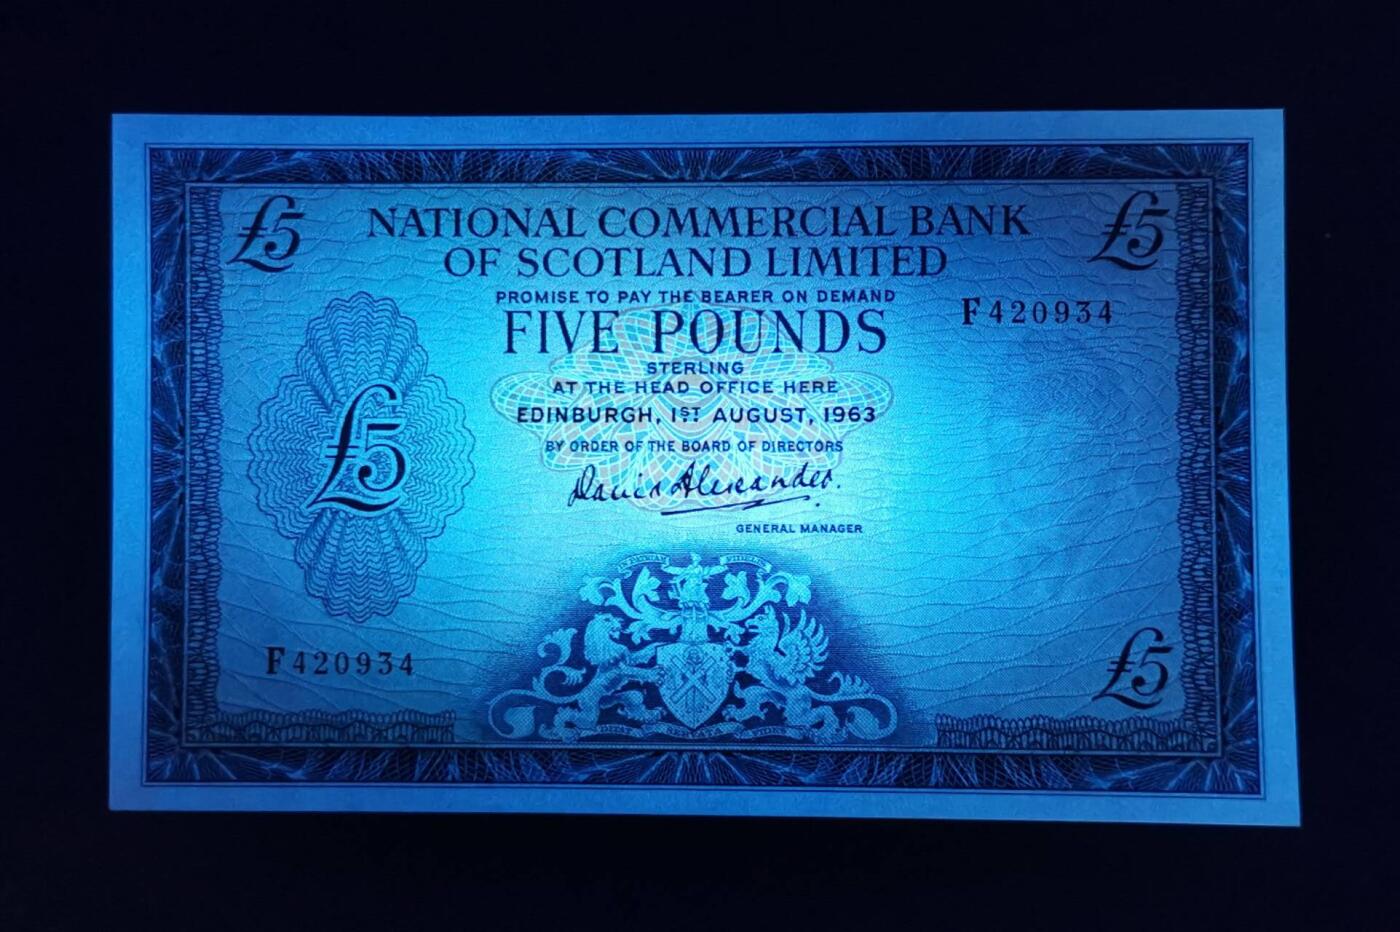 £5
NATIONAL COMMERCIAL BANK
£5
OF SCOTLAND LIMITED
PROMISE TO PAY THE BEARER ON DEMAND
F 420934
FIVE POUNDS
STERLING
AT THE HEAD OFFICE HERE
EDINBURGH, 1ST AUGUST, 1963
£5
BY ORDER OF THE BOARD OF DIRECTORS
David Alexander.
GENERAL MANAGER
F 420934
£5